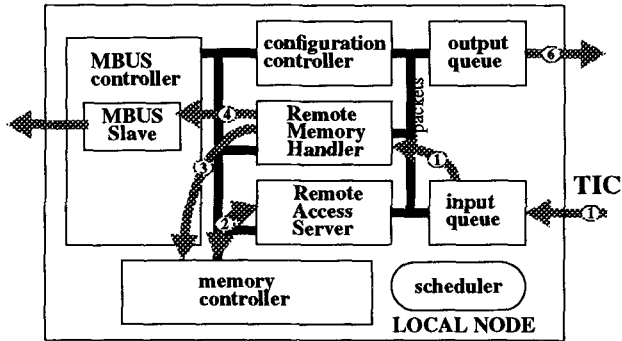 MBUS
controller
MBUS
Slave
configuration
controller
output
queue
6
packets
4
Remote
Memory
Handler
1
3
TIC
Remote
Access
Server
2
input
queue
1
memory
controller
scheduler
LOCAL NODE